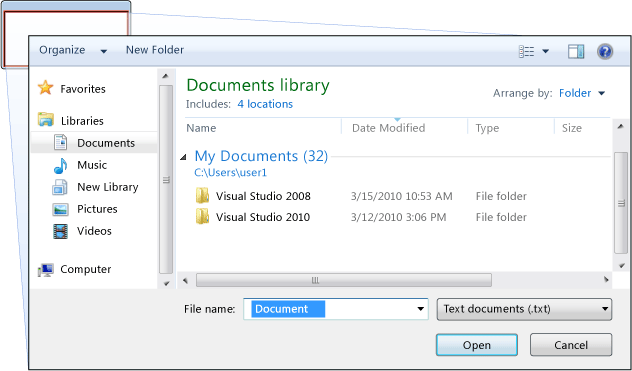 Organize New Folder
Favorites
Libraries
Documents
Music
New Library
Pictures
Videos
Computer
Documents library
Includes: 4 locations
Arrange by: Folder
Name Date Modified Type Size
My Documents (32)
C:\Users\user1
Visual Studio 2008 3/15/2010 10:53 AM File folder
Visual Studio 2010 3/12/2010 3:06 PM File folder
File name: Document Text documents (.txt)
Open Cancel